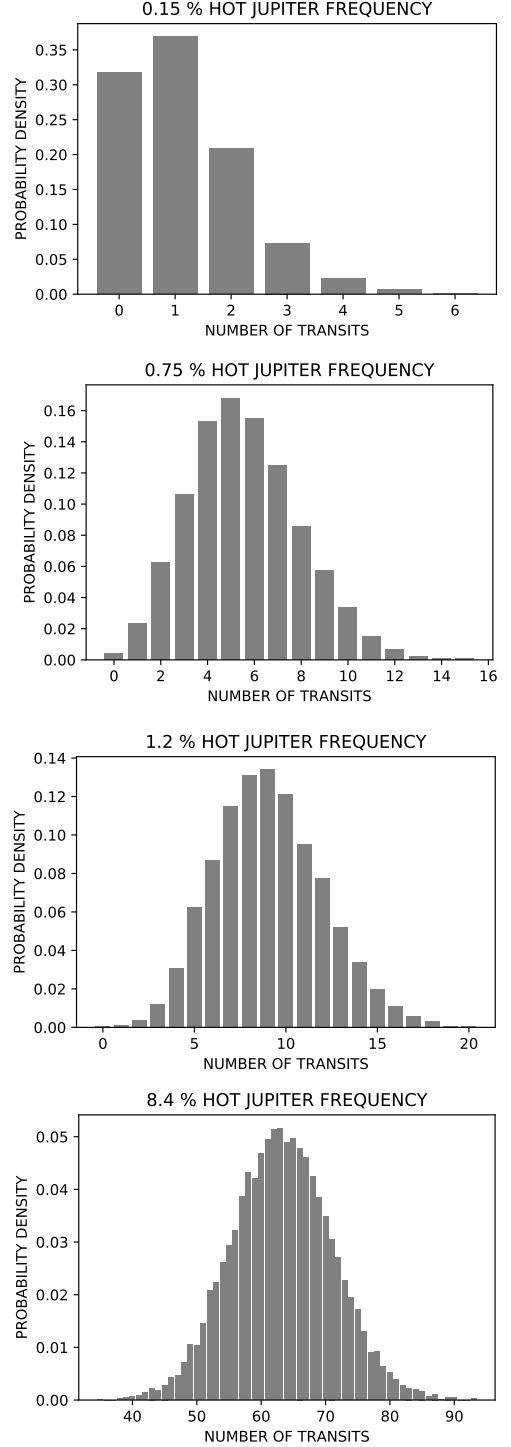 0.15 % HOT JUPITER FREQUENCY
0.35
0.30
0.25
0.20
0.15
0.10
0.05
0.00
PROBABILITY DENSITY
0 1 2 3 4 5 6
NUMBER OF TRANSITS
0.75 % HOT JUPITER FREQUENCY
0.16
0.14
0.12
0.10
0.08
0.06
0.04
0.02
0.00
PROBABILITY DENSITY
0 2 4 6 8 10 12 14 16
NUMBER OF TRANSITS
1.2 % HOT JUPITER FREQUENCY
0.14
0.12
0.10
0.08
0.06
0.04
0.02
0.00
PROBABILITY DENSITY
0 5 10 15 20
NUMBER OF TRANSITS
8.4 % HOT JUPITER FREQUENCY
0.05
0.04
0.03
0.02
0.01
0.00
PROBABILITY DENSITY
40 50 60 70 80 90
NUMBER OF TRANSITS